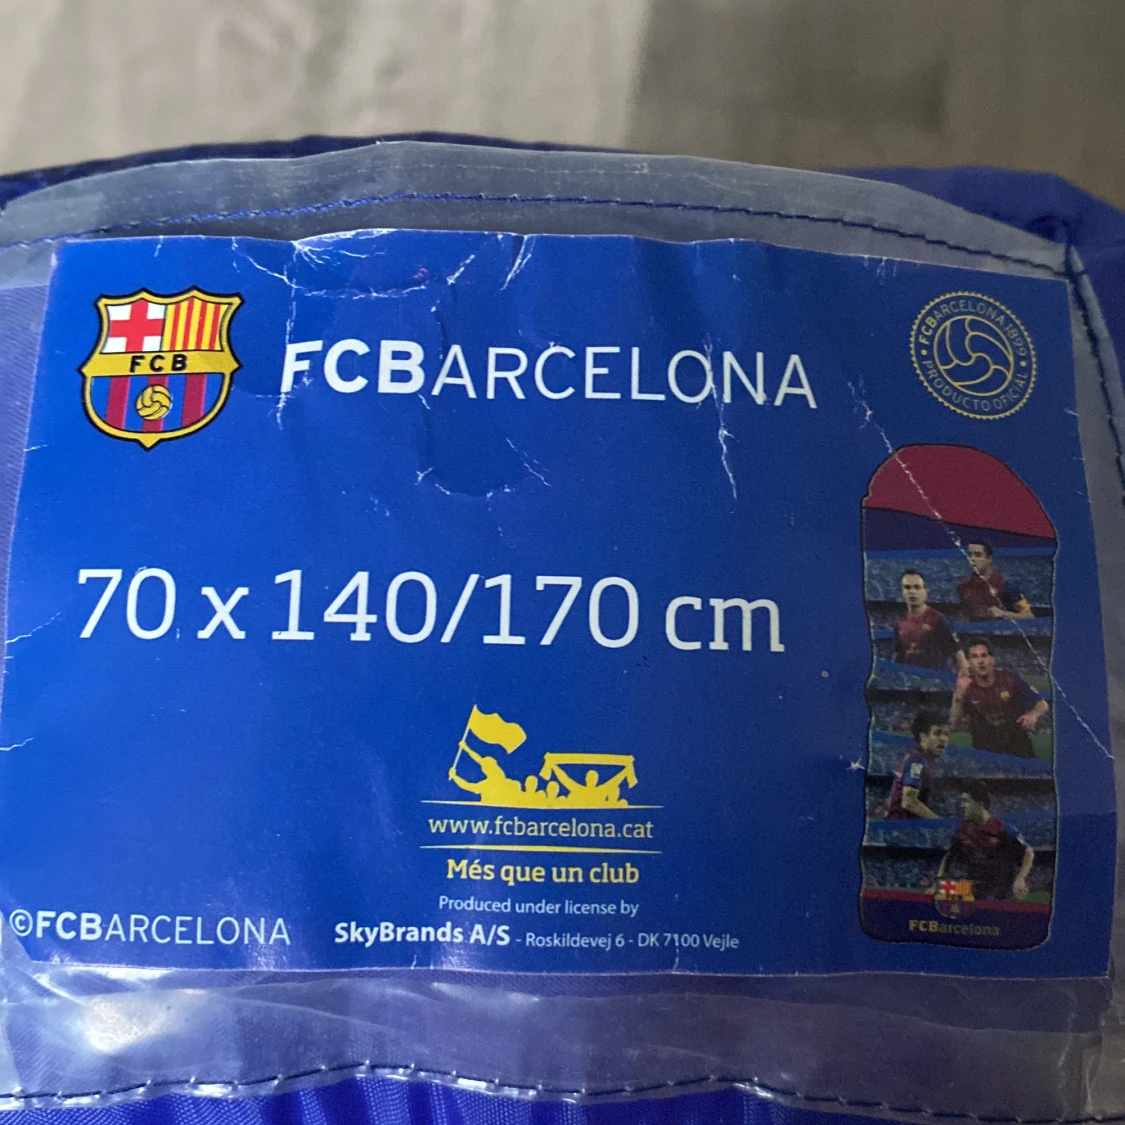 FCB
FCBARCELONA
FCBARCELONA 1899
PRODUCTO OFICIAL
70 x 140/170 cm
www.fcbarcelona.cat
Més que un club
Produced under license by
SkyBrands A/S - Roskildevej 6 - DK 7100 Vejle
©FCBARCELONA
FCBarcelona